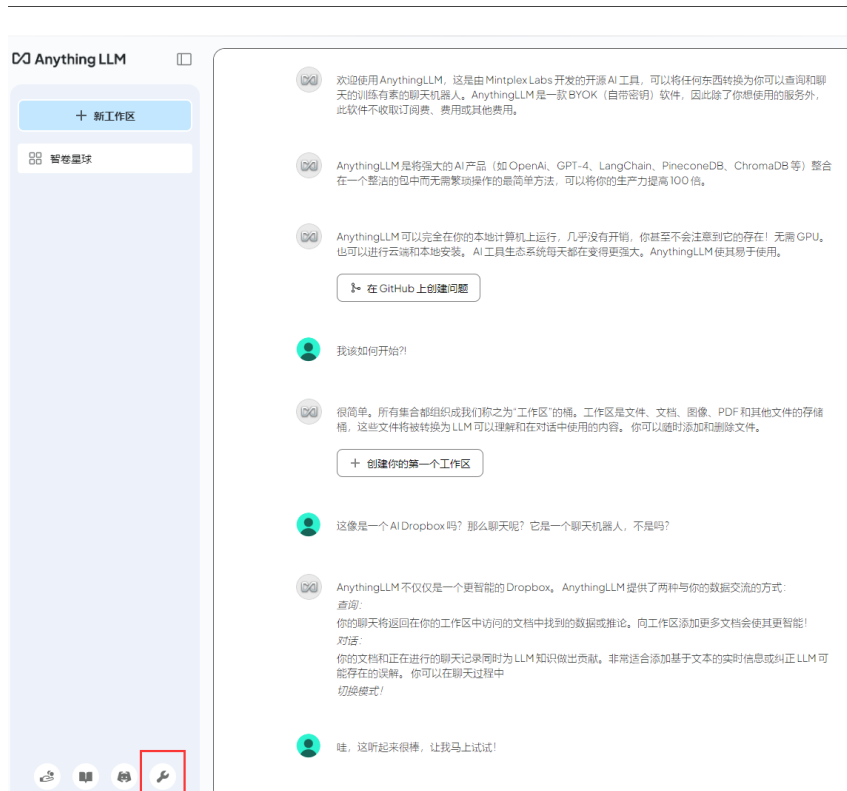 Anything LLM
+ 新工作区
智卷星球
欢迎使用 AnythingLLM，这是由 Mintplex Labs 开发的开源 AI 工具，可以将任何东西转换为你可以查询和聊
天的训练有素的聊天机器人。AnythingLLM 是一款 BYOK（自带密钥）软件，因此除了你想使用的服务外，
此软件不收取订阅费、费用或其他费用。
AnythingLLM 是将强大的 AI 产品（如 OpenAi、GPT-4、LangChain、PineconeDB、ChromaDB 等）整合
在一个整洁的包中而无需繁琐操作的最简单方法，可以将你的生产力提高 100 倍。
AnythingLLM 可以完全在你的本地计算机上运行，几乎没有开销，你甚至不会注意到它的存在！无需 GPU。
也可以进行云端和本地安装。 AI 工具生态系统每天都在变得更强大。AnythingLLM 使其易于使用。
在 GitHub 上创建问题
我该如何开始?!
很简单。所有集合都组织成我们称之为“工作区”的桶。工作区是文件、文档、图像、PDF 和其他文件的存储
桶，这些文件将被转换为 LLM 可以理解和在对话中使用的内容。 你可以随时添加和删除文件。
+ 创建你的第一个工作区
这像是一个 AI Dropbox 吗？那么聊天呢？它是一个聊天机器人，不是吗？
AnythingLLM 不仅仅是一个更智能的 Dropbox。 AnythingLLM 提供了两种与你的数据交流的方式：
查询：
你的聊天将返回在你的工作区中访问的文档中找到的数据或推论。向工作区添加更多文档会使其更智能！
对话：
你的文档和正在进行的聊天记录同时为 LLM 知识做出贡献。非常适合添加基于文本的实时信息或纠正 LLM 可
能存在的误解。 你可以在聊天过程中
切换模式！
哇，这听起来很棒，让我马上试试！